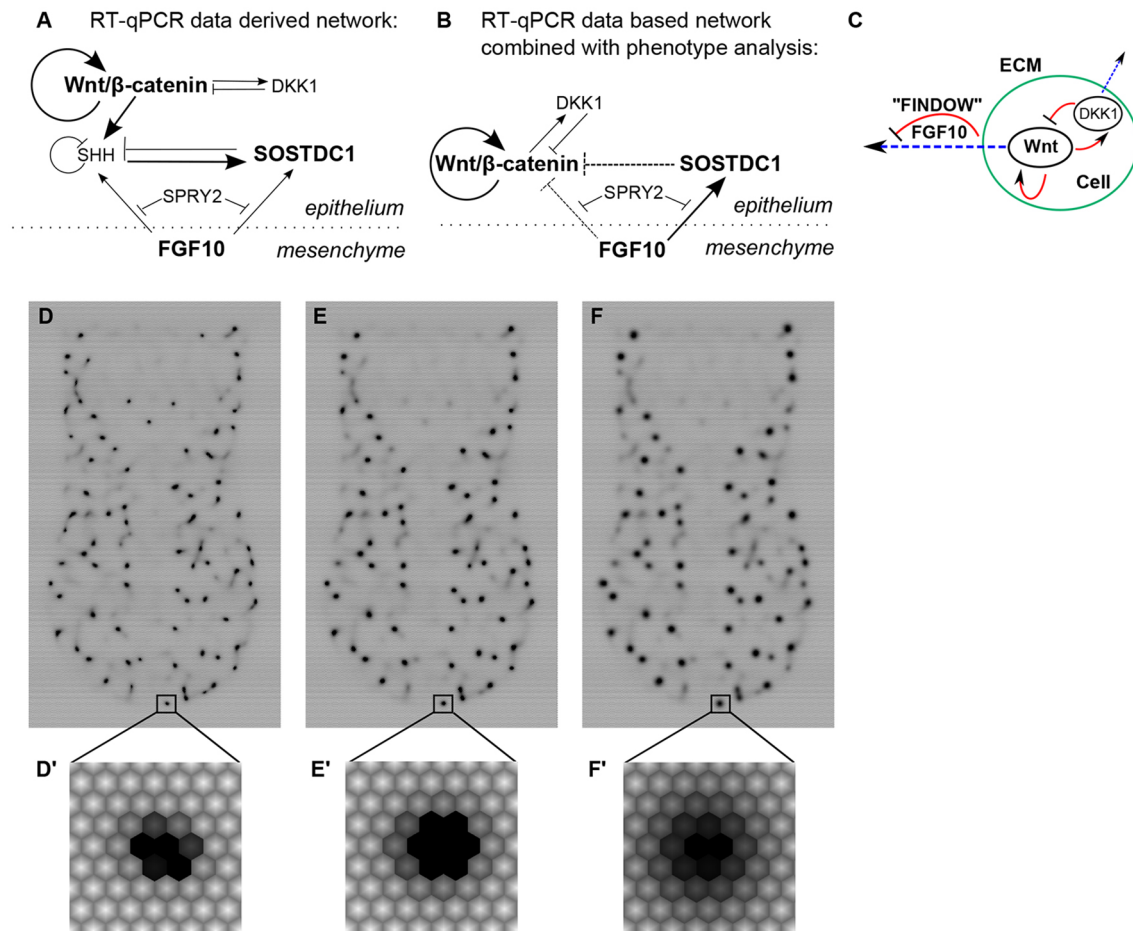 A RT-qPCR data derived network:
Wnt/β-catenin
DKK1
SHH
SOSTDC1
SPRY2
epithelium
FGF10
mesenchyme
B RT-qPCR data based network
combined with phenotype analysis:
DKK1
Wnt/β-catenin
SOSTDC1
SPRY2
epithelium
FGF10
mesenchyme
C
ECM
"FINDOW"
DKK1
FGF10
Wnt
Cell
D
E
F
D'
E'
F'